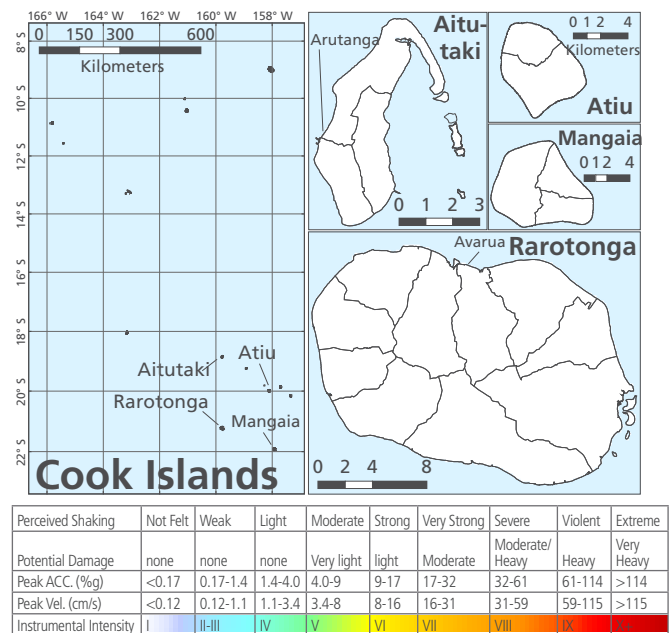 166°W 164°W 162°W 160°W 158°W
8°S
0 150 300 600
Kilometers
10°S
12°S
14°S
16°S
18°S
Atiu
Aitutaki
20°S
Rarotonga
Mangaia
22°S
Cook Islands
Aitu-
taki
Arutanga
0 1 2 3
0 1 2 4
Kilometers
Atiu
Mangaia
0 1 2 4
Avarua
Rarotonga
0 2 4 8
Perceived Shaking Not Felt Weak Light Moderate Strong Very Strong Severe Violent Extreme
Potential Damage none none none Very light light Moderate Moderate/ Heavy Heavy Very Heavy
Peak ACC. (%g) <0.17 0.17-1.4 1.4-4.0 4.0-9 9-17 17-32 32-61 61-114 >114
Peak Vel. (cm/s) <0.12 0.12-1.1 1.1-3.4 3.4-8 8-16 16-31 31-59 59-115 >115
Instrumental Intensity I II-III IV V VI VII VIII IX X+